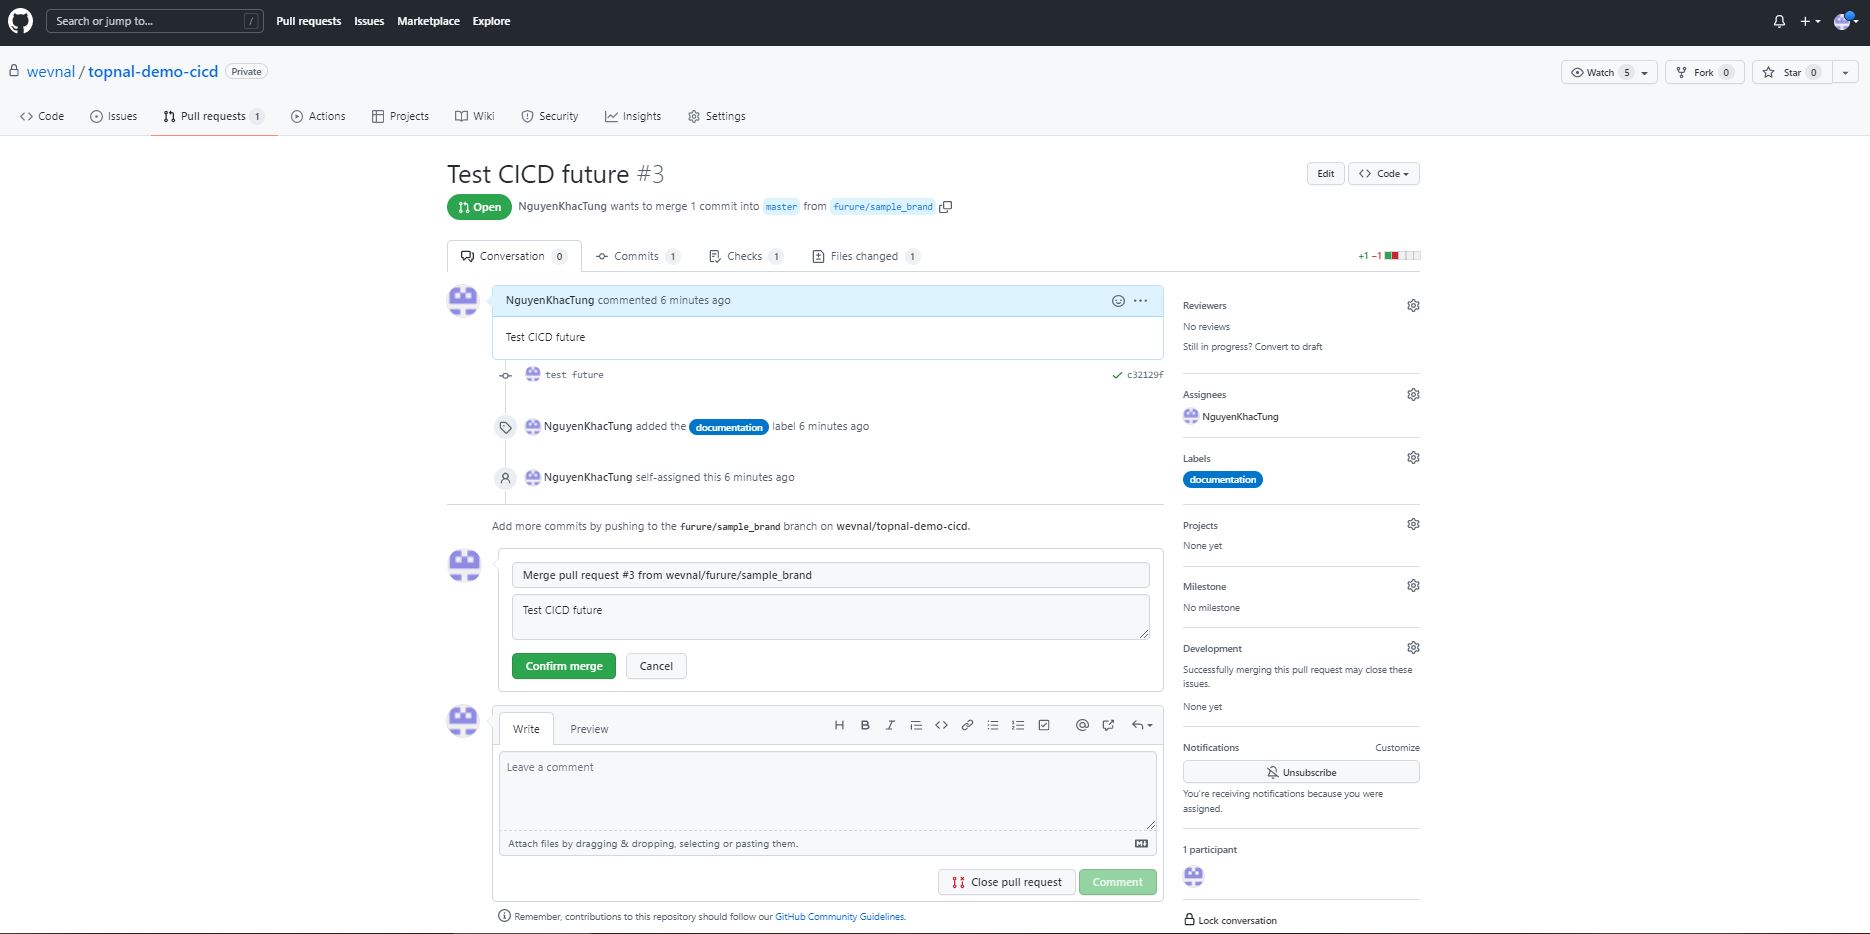 Search or jump to... /
Pull requests Issues Marketplace Explore
wevnal / topnal-demo-cicd Private
Watch 5 Fork 0 Star 0
Code Issues Pull requests 1 Actions Projects Wiki Security Insights Settings
Test CICD future #3
Edit <> Code
Open NguyenKhacTung wants to merge 1 commit into master from furure/sample_brand
Conversation 0 Commits 1 Checks 1 Files changed 1
+1 −1
NguyenKhacTung commented 6 minutes ago
Test CICD future
test future
c32129f
NguyenKhacTung added the documentation label 6 minutes ago
NguyenKhacTung self-assigned this 6 minutes ago
Add more commits by pushing to the furure/sample_brand branch on wevnal/topnal-demo-cicd.
Merge pull request #3 from wevnal/furure/sample_brand
Test CICD future
Confirm merge Cancel
Write Preview
H B I
Leave a comment
Attach files by dragging & dropping, selecting or pasting them.
Close pull request Comment
Remember, contributions to this repository should follow our GitHub Community Guidelines.
Reviewers
No reviews
Still in progress? Convert to draft
Assignees
NguyenKhacTung
Labels
documentation
Projects
None yet
Milestone
No milestone
Development
Successfully merging this pull request may close these
issues.
None yet
Notifications Customize
Unsubscribe
You're receiving notifications because you were
assigned.
1 participant
Lock conversation